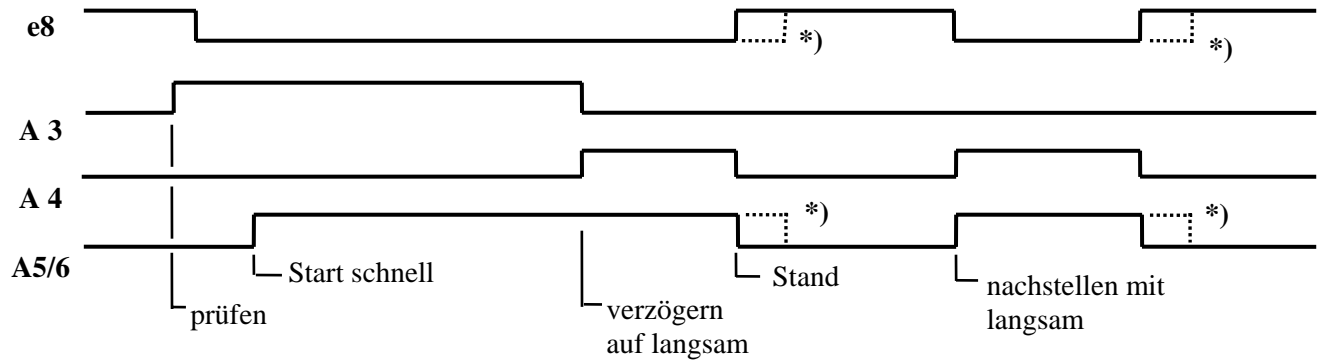 e8
*)
*)
A 3
A 4
*)
*)
A5/6
Start schnell
Stand
nachstellen mit
langsam
prüfen
verzögern
auf langsam